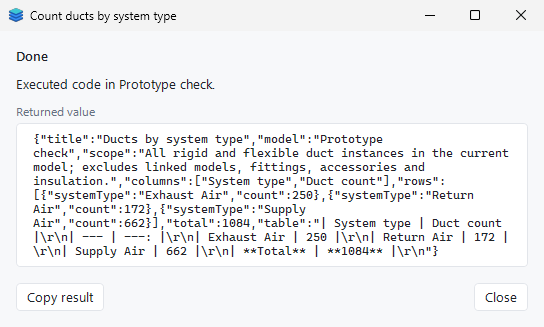 Count ducts by system type
Done
Executed code in Prototype check.
Returned value
{"title":"Ducts by system type","model":"Prototype
check","scope":"All rigid and flexible duct instances in the current
model; excludes linked models, fittings, accessories and
insulation.","columns":["System type","Duct count"],"rows":
[{"systemType":"Exhaust Air","count":250},{"systemType":"Return
Air","count":172},{"systemType":"Supply
Air","count":662}],"total":1084,"table":"| System type | Duct count
|\r\n| --- | ---: |\r\n| Exhaust Air | 250 |\r\n| Return Air | 172 |
\r\n| Supply Air | 662 |\r\n| **Total** | **1084** |\r\n"}
Copy result
Close